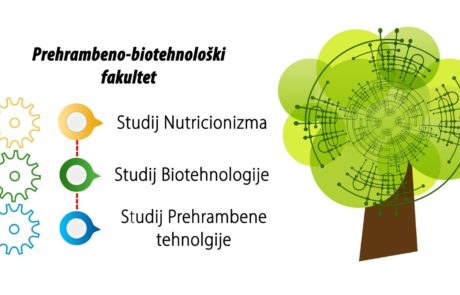 Prehrambeno-biotehnološki
fakultet
Studij Nutricionizma
Studij Biotehnologije
Studij Prehrambene
tehnolgije